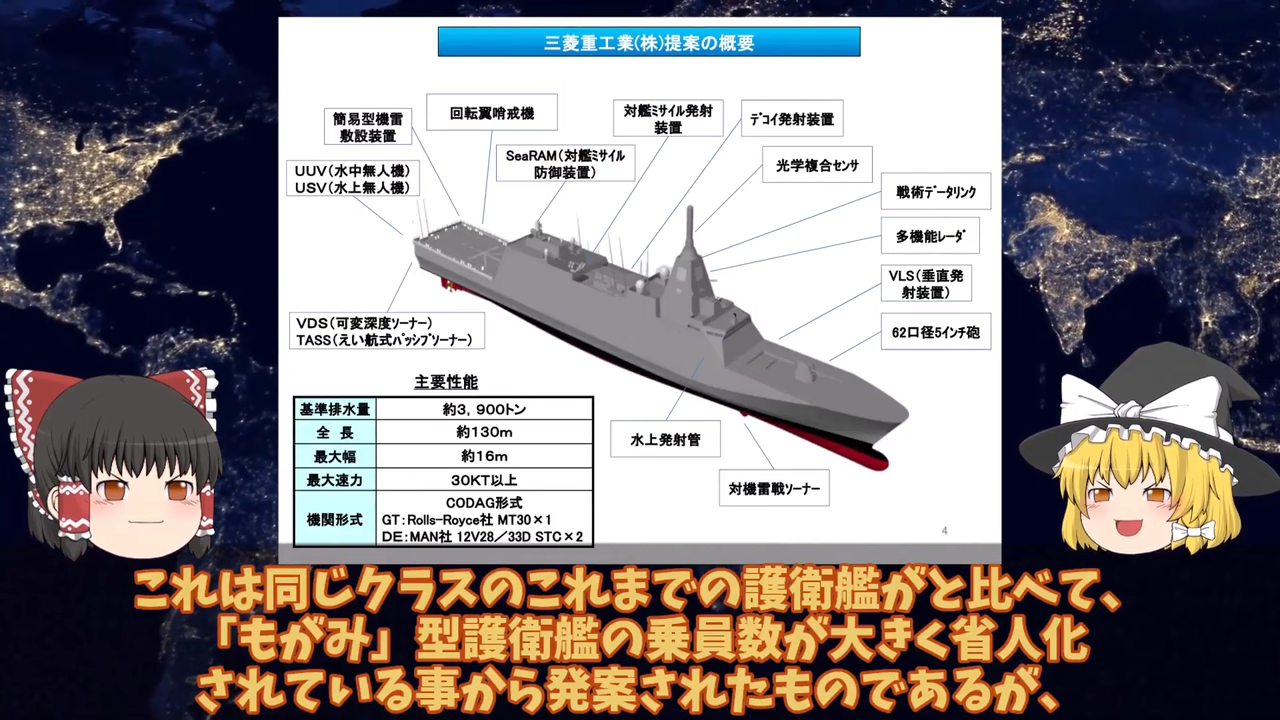 三菱重工業(株)提案の概要
簡易型機雷
敷設装置
回転翼哨戒機
対艦ﾐｻｲﾙ発射
装置
ﾃﾞｺｲ発射装置
SeaRAM(対艦ﾐｻｲﾙ
防御装置)
光学複合ｾﾝｻ
UUV(水中無人機)
USV(水上無人機)
戦術ﾃﾞｰﾀﾘﾝｸ
多機能ﾚｰﾀﾞ
VLS(垂直発
射装置)
62口径5ｲﾝﾁ砲
VDS(可変深度ｿｰﾅｰ)
TASS(えい航式ﾊﾟｯｼﾌﾞｿｰﾅｰ)
水上発射管
対機雷戦ｿｰﾅｰ
主要性能
基準排水量 約3，900トン
全 長 約130m
最大幅 約16m
最大速力 30KT以上
機関形式 CODAG形式
GT：Rolls-Royce社 MT30×1
DE：MAN社 12V28／33D STC×2
4
これは同じクラスのこれまでの護衛艦がと比べて、
「もがみ」型護衛艦の乗員数が大きく省人化
されている事から発案されたものであるが、